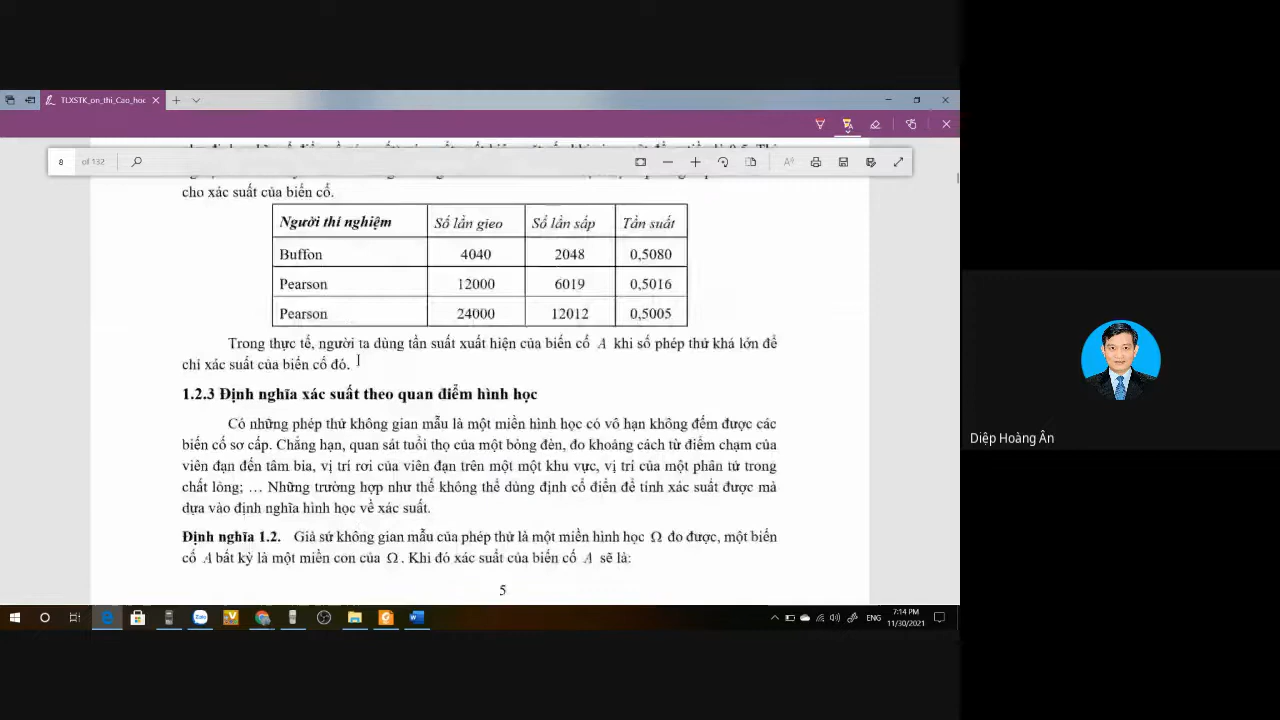 TLXSTK_on_thi_Cao_hoc
8 of 132
cho xác suất của biến cố.
Người thí nghiệm Số lần gieo Số lần sấp Tần suất
Buffon 4040 2048 0,5080
Pearson 12000 6019 0,5016
Pearson 24000 12012 0,5005
Trong thực tế, người ta dùng tần suất xuất hiện của biến cố A khi số phép thử khá lớn để
chỉ xác suất của biến cố đó.
1.2.3 Định nghĩa xác suất theo quan điểm hình học
Có những phép thử không gian mẫu là một miền hình học có vô hạn không đếm được các
biến cố sơ cấp. Chẳng hạn, quan sát tuổi thọ của một bóng đèn, đo khoảng cách từ điểm chạm của
viên đạn đến tâm bia, vị trí rơi của viên đạn trên một một khu vực, vị trí của một phân tử trong
chất lỏng; … Những trường hợp như thế không thể dùng định cổ điển để tính xác suất được mà
dựa vào định nghĩa hình học về xác suất.
Định nghĩa 1.2. Giả sử không gian mẫu của phép thử là một miền hình học Ω đo được, một biến
cố A bất kỳ là một miền con của Ω. Khi đó xác suất của biến cố A sẽ là:
5
Diệp Hoàng Ân
Zalo
ENG
7:14 PM
11/30/2021